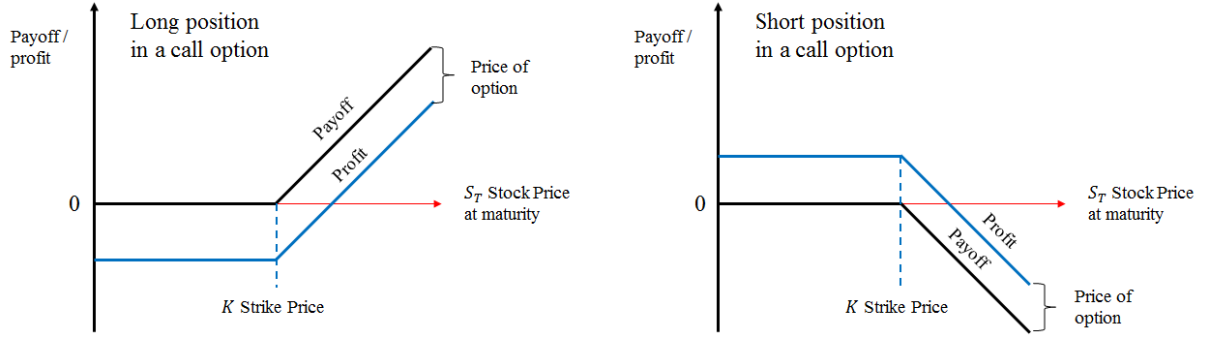 Long position
in a call option
Payoff /
profit
Price of
option
Payoff
Profit
0
S_T Stock Price
at maturity
K Strike Price
Short position
in a call option
Payoff /
profit
0
S_T Stock Price
at maturity
Profit
Payoff
K Strike Price
Price of
option